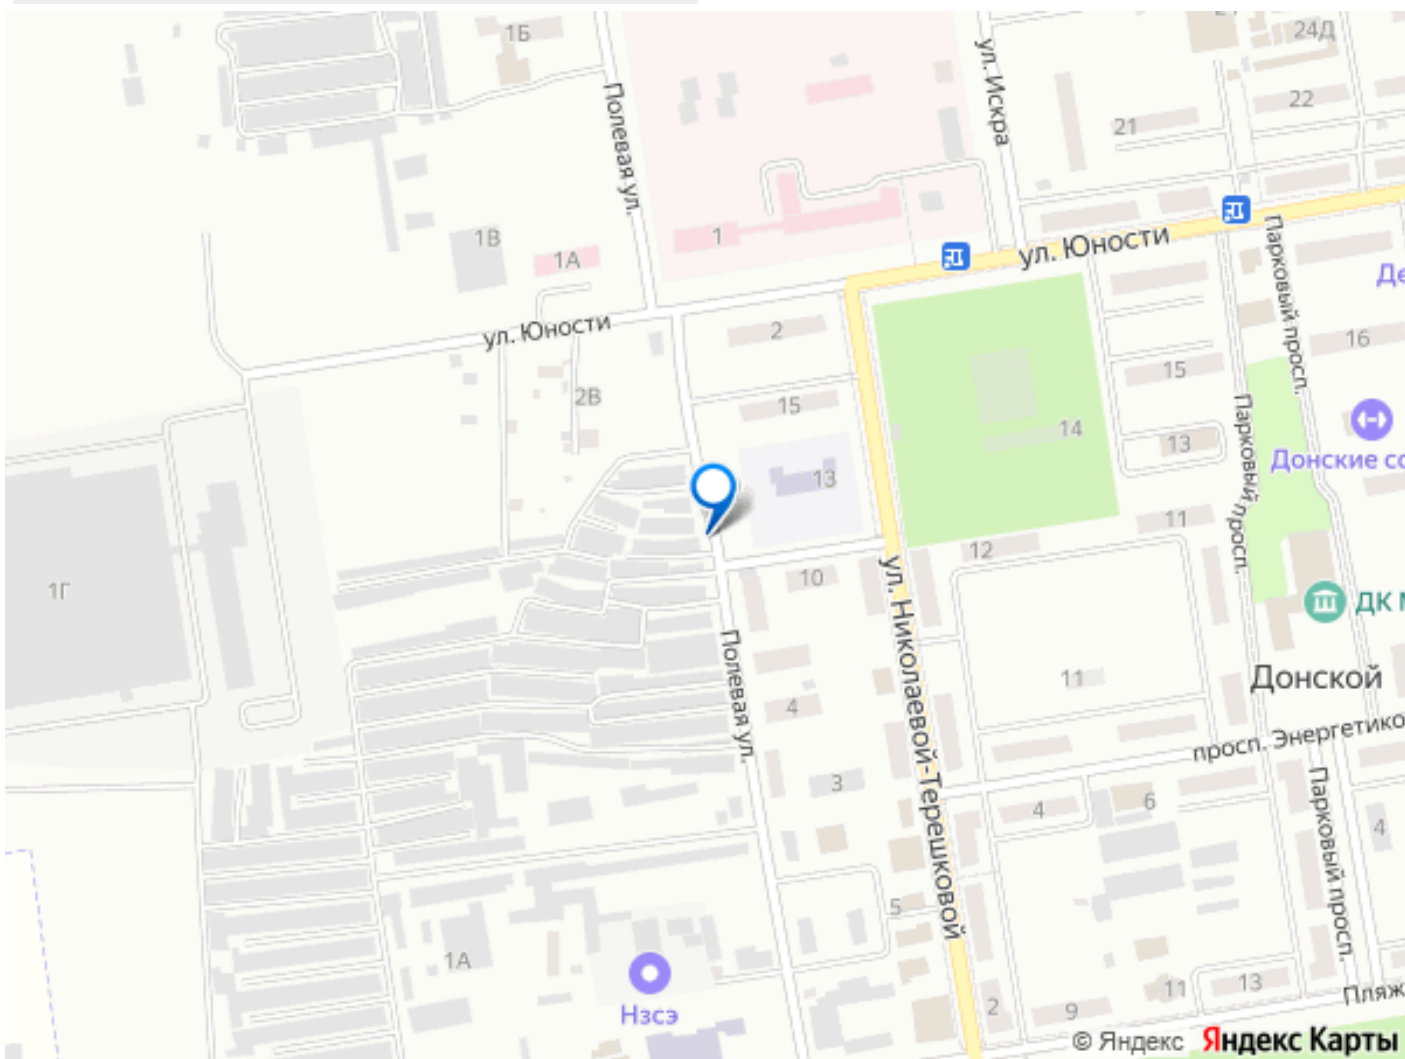 1Б
24Д
ул. Искра
22
Полевая ул.
21
1
1В
1А
ул. Юности
Парковый просп.
Де
ул. Юности
2
16
15
2В
15
14
Парковый просп.
13
Донские со
13
11
12
1Г
10
ул. Николаевой-Терешковой
ДК М
Полевая ул.
11
Донской
4
просп. Энергетико
3
6
4
Парковый просп.
4
5
1А
Нзсэ
11
13
2
9
Пляж
© Яндекс Яндекс Карты